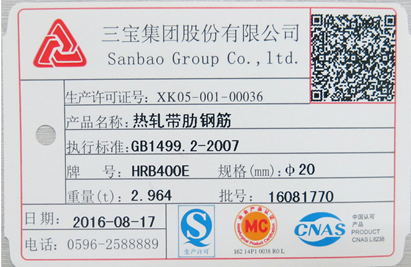 三宝集团股份有限公司
Sanbao Group Co.,ltd.
生产许可证号: XK05-001-00036
产品名称: 热轧带肋钢筋
执行标准: GB1499.2-2007
牌 号: HRB400E 规格(mm): φ20
重量(t): 2.964 批号: 16081770
日期: 2016-08-17
电话: 0596-2588889
生产许可
MC
CNAS
中国认可
产品
PRODUCT
CNAS L6238